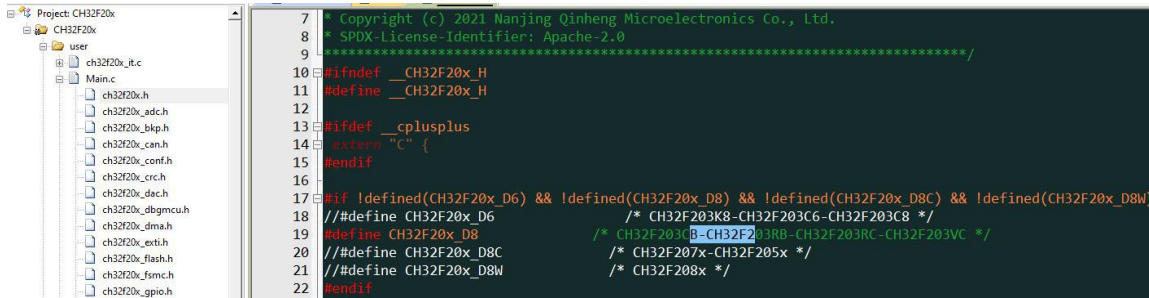 Project: CH32F20x
CH32F20x
user
ch32f20x_it.c
Main.c
ch32f20x.h
ch32f20x_adc.h
ch32f20x_bkp.h
ch32f20x_can.h
ch32f20x_conf.h
ch32f20x_crc.h
ch32f20x_dac.h
ch32f20x_dbgmcu.h
ch32f20x_dma.h
ch32f20x_exti.h
ch32f20x_flash.h
ch32f20x_fsmc.h
ch32f20x_gpio.h
7 * Copyright (c) 2021 Nanjing Qinheng Microelectronics Co., Ltd.
8 * SPDX-License-Identifier: Apache-2.0
9 *******************************************************************************/
10 #ifndef __CH32F20x_H
11 #define __CH32F20x_H
12
13 #ifdef __cplusplus
14 extern "C" {
15 #endif
16
17 #if !defined(CH32F20x_D6) && !defined(CH32F20x_D8) && !defined(CH32F20x_D8C) && !defined(CH32F20x_D8W)
18 //#define CH32F20x_D6 /* CH32F203K8-CH32F203C6-CH32F203C8 */
19 #define CH32F20x_D8 /* CH32F203CB-CH32F203RB-CH32F203RC-CH32F203VC */
20 //#define CH32F20x_D8C /* CH32F207x-CH32F205x */
21 //#define CH32F20x_D8W /* CH32F208x */
22 #endif